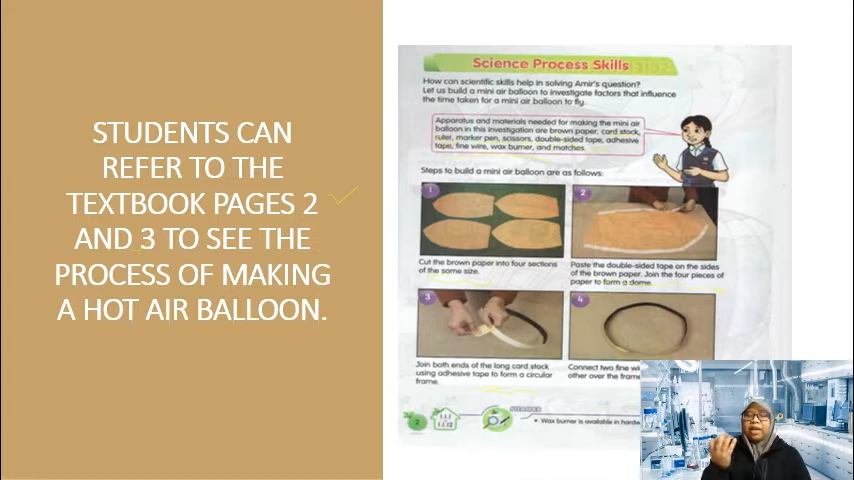 STUDENTS CAN
REFER TO THE
TEXTBOOK PAGES 2
AND 3 TO SEE THE
PROCESS OF MAKING
A HOT AIR BALLOON.
Science Process Skills
How can scientific skills help in solving Amir's question?
Let us build a mini air balloon to investigate factors that influence
the time taken for a mini air balloon to fly.
Apparatus and materials needed for making the mini air
balloon in this investigation are brown paper, card stock,
ruler, marker pen, scissors, double-sided tape, adhesive
tape, fine wire, wax burner, and matches.
Steps to build a mini air balloon are as follows:
1
2
Cut the brown paper into four sections
of the same size.
Paste the double-sided tape on the sides
of the brown paper. Join the four pieces of
paper to form a dome.
3
4
Join both ends of the long card stock
using adhesive tape to form a circular
frame.
Connect two fine wi
other over the frame
2
1.1.1
• Wax burner is available in hardw